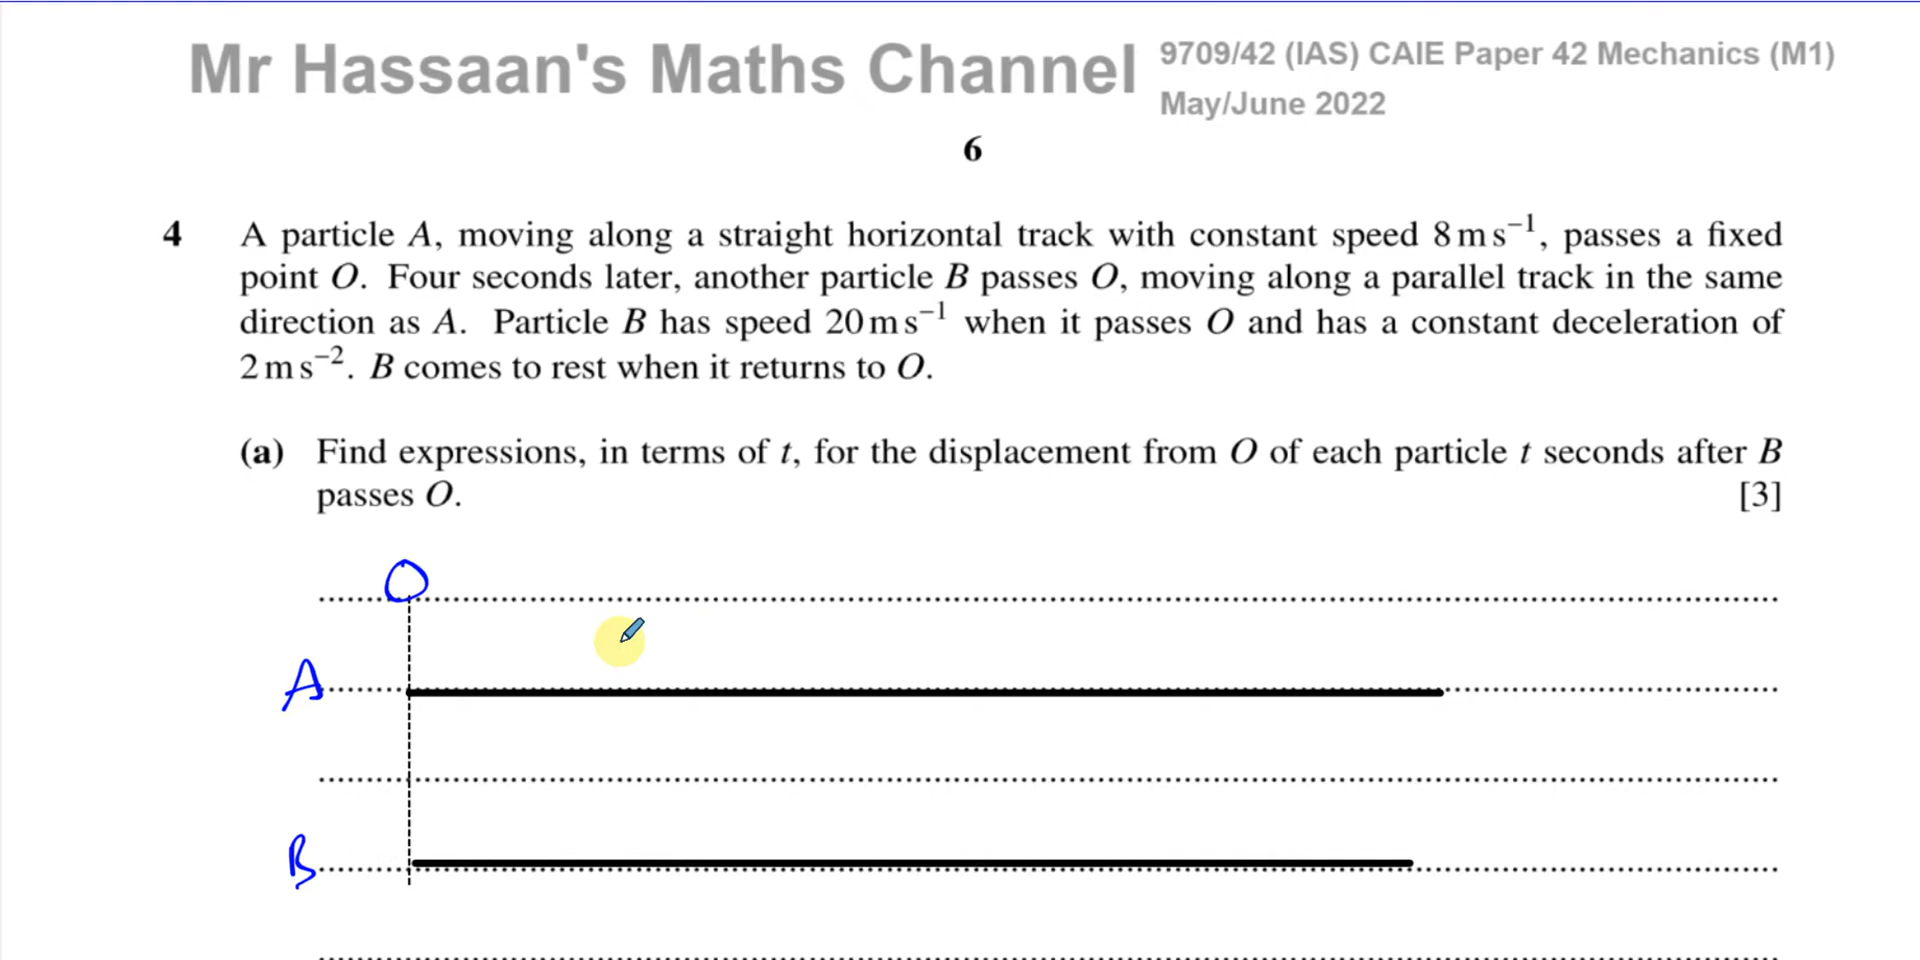 Mr Hassaan's Maths Channel
9709/42 (IAS) CAIE Paper 42 Mechanics (M1)
May/June 2022
6
4 A particle A, moving along a straight horizontal track with constant speed 8 m s⁻¹, passes a fixed
point O. Four seconds later, another particle B passes O, moving along a parallel track in the same
direction as A. Particle B has speed 20 m s⁻¹ when it passes O and has a constant deceleration of
2 m s⁻². B comes to rest when it returns to O.
(a) Find expressions, in terms of t, for the displacement from O of each particle t seconds after B
passes O. [3]
O
A
B